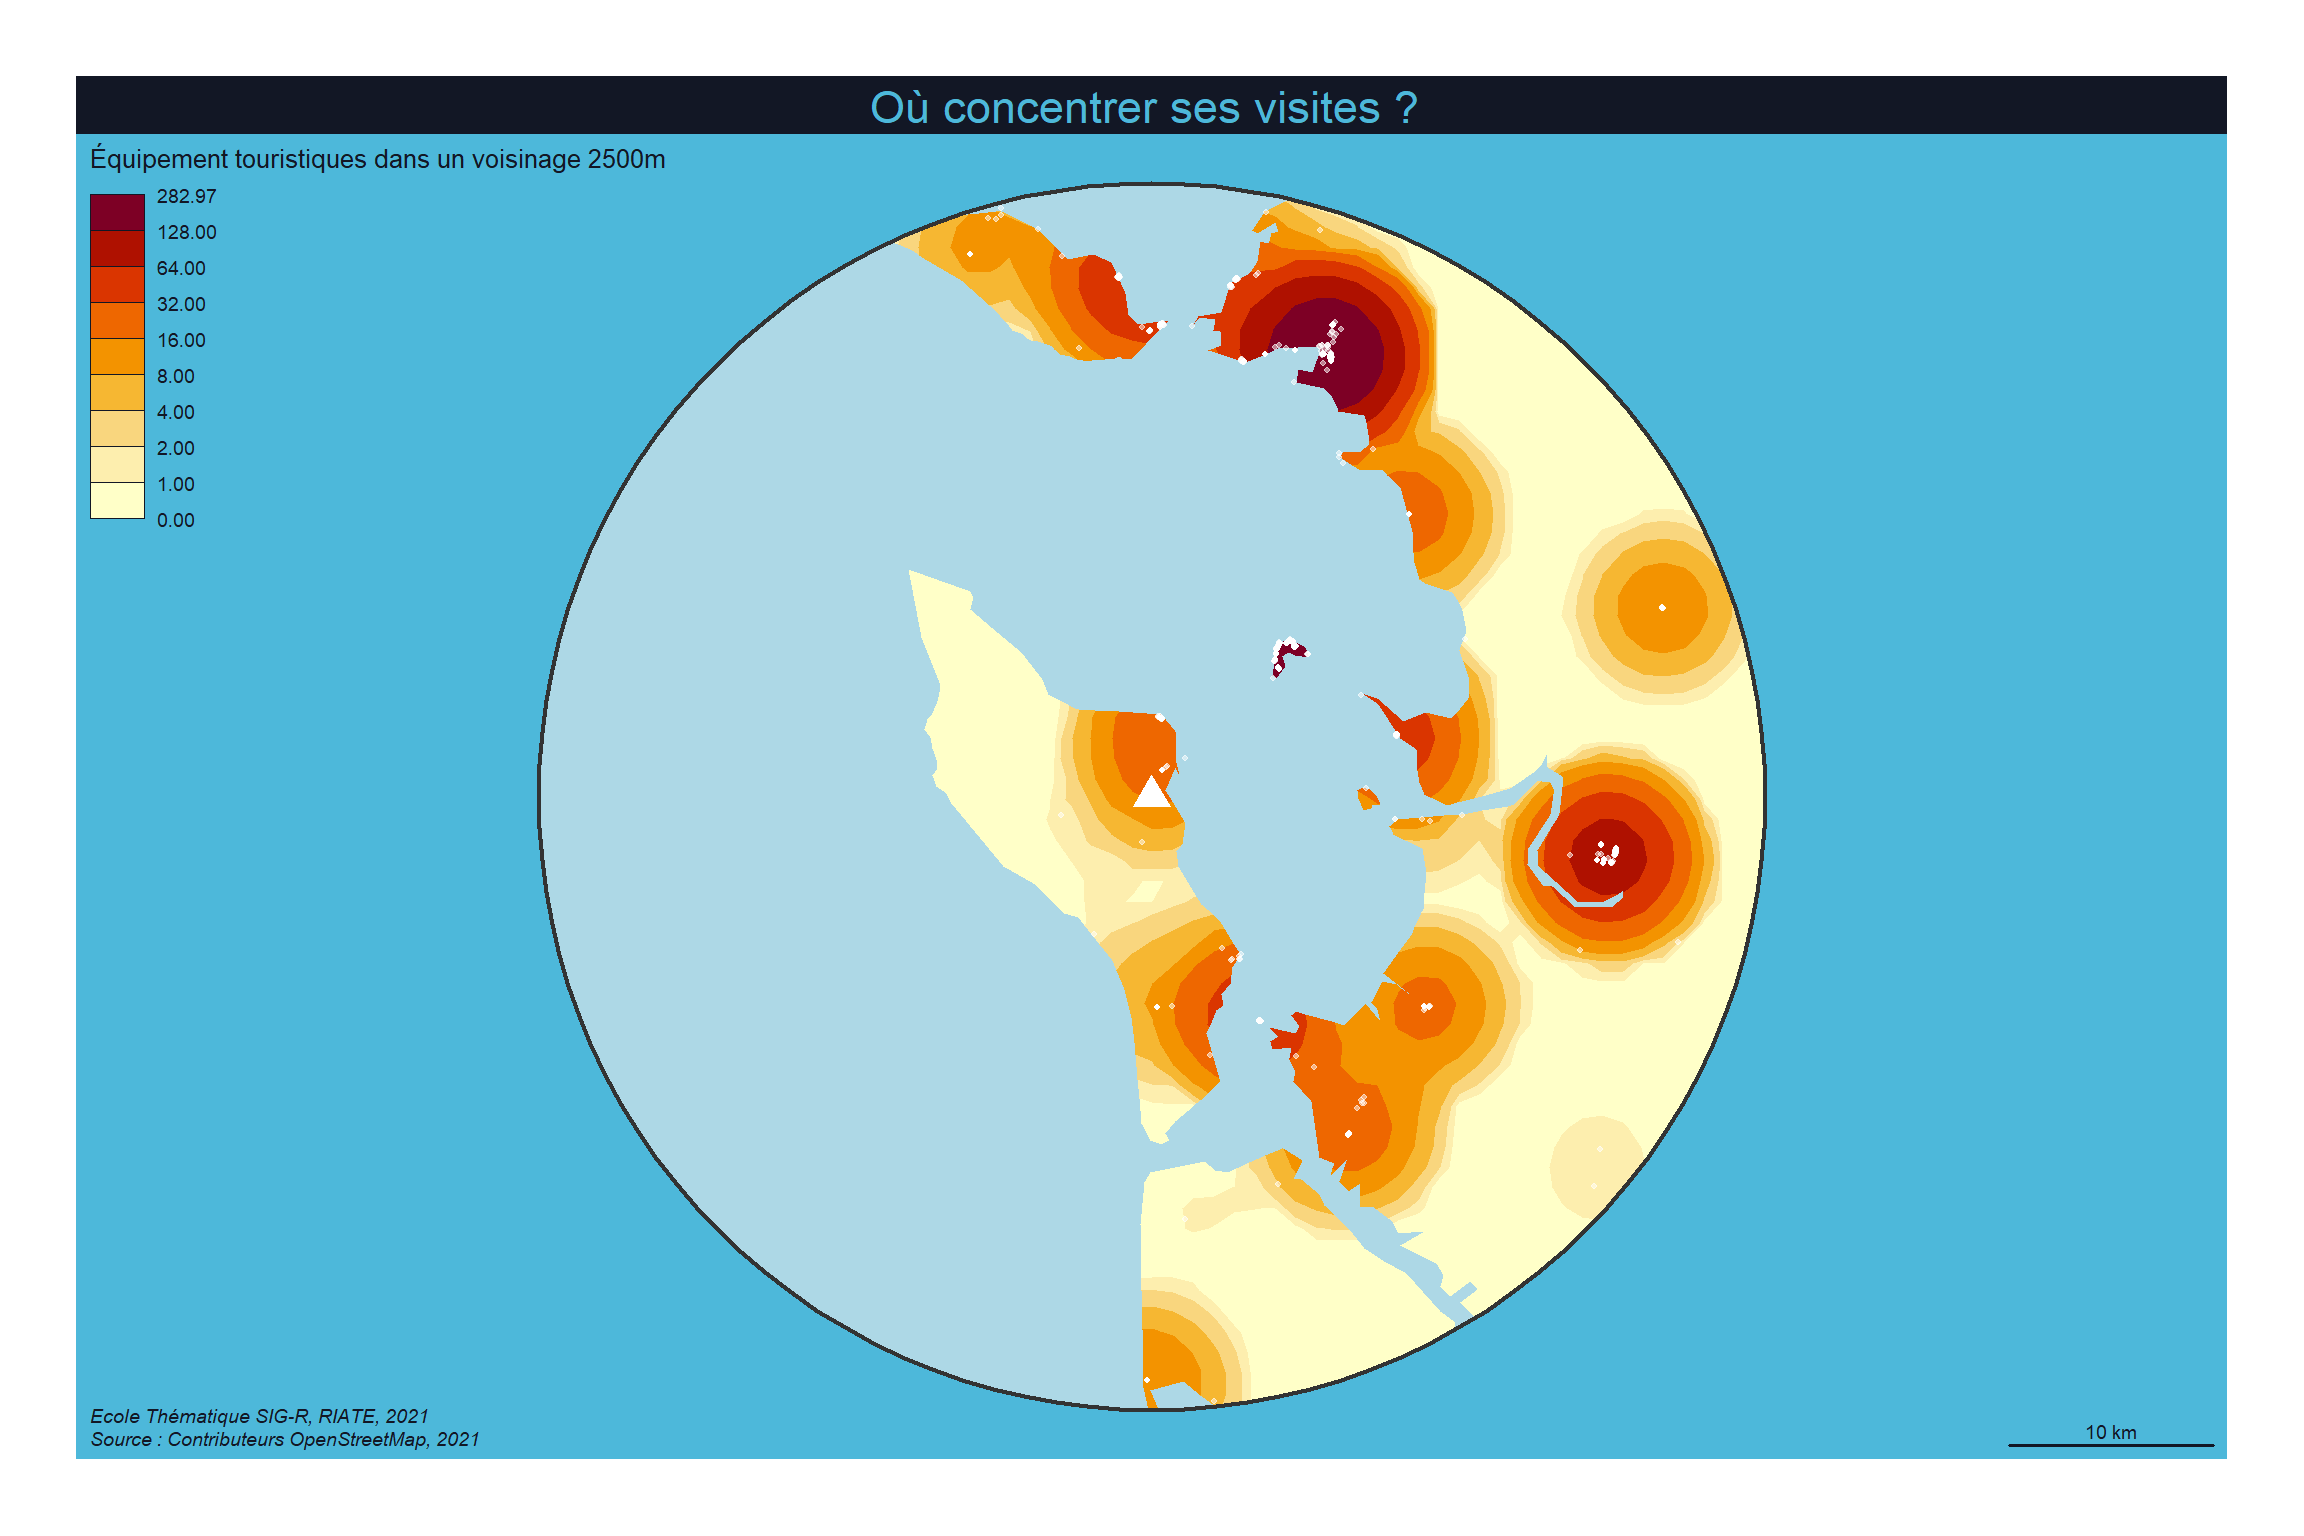 Où concentrer ses visites ?
Équipement touristiques dans un voisinage 2500m
282.97
128.00
64.00
32.00
16.00
8.00
4.00
2.00
1.00
0.00
Ecole Thématique SIG-R, RIATE, 2021
Source : Contributeurs OpenStreetMap, 2021
10 km